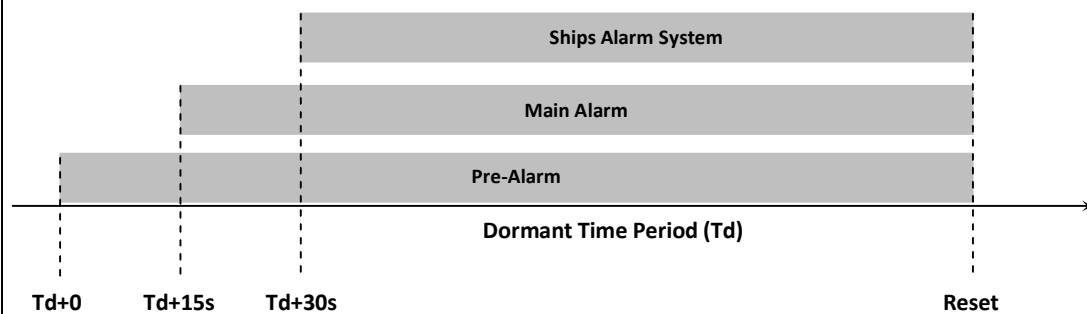 Ships Alarm System
Main Alarm
Pre-Alarm
Dormant Time Period (Td)
Td+0 Td+15s Td+30s Reset